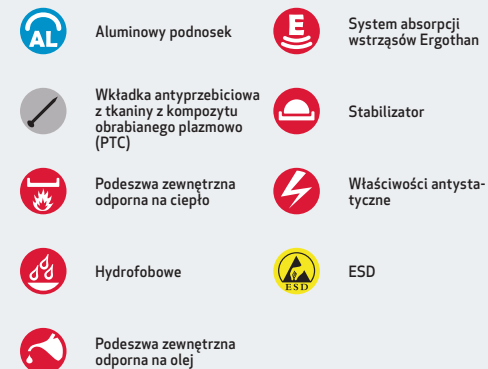 AL
Aluminowy podnosek
Wkładka antyprzebiciowa
z tkaniny z kompozytu
obrabianego plazmowo
(PTC)
Podeszwa zewnętrzna
odporna na ciepło
Hydrofobowe
Podeszwa zewnętrzna
odporna na olej
E
System absorpcji
wstrząsów Ergothan
Stabilizator
Właściwości antysta-
tyczne
ESD
ESD